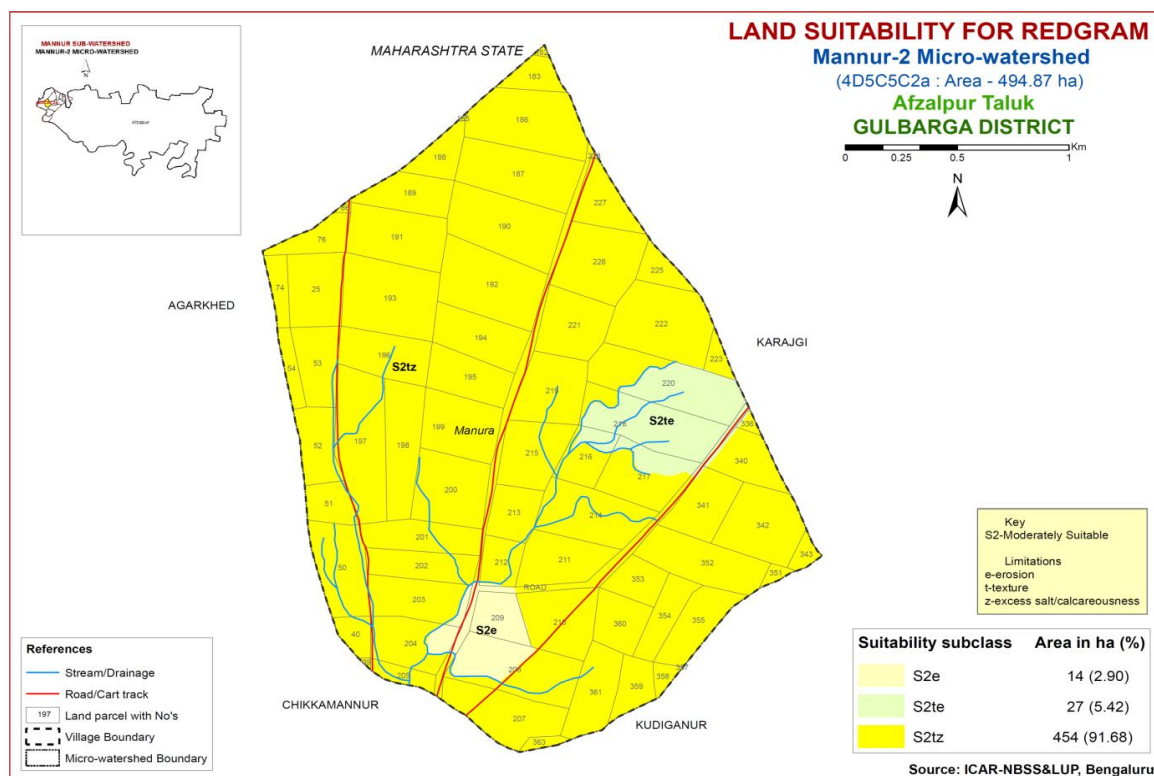 LAND SUITABILITY FOR REDGRAM
Mannur-2 Micro-watershed
(4D5C5C2a : Area - 494.87 ha)
Afzalpur Taluk
GULBARGA DISTRICT
Km
0 0.25 0.5 1
N
MANNUR SUB-WATERSHED
MANNUR-2 MICRO-WATERSHED
N
Afzalpur
MAHARASHTRA STATE
AGARKHED
KARAJGI
CHIKKAMANNUR
KUDIGANUR
183
186
188
187
189
227
76
191
190
226
225
74
25
193
192
221
222
194
223
54
53
196
S2tz
195
220
219
S2te
218
336
199
Manura
52
197
198
215
216
217
340
200
341
51
213
214
342
201
343
212
211
352
50
202
351
ROAD
353
203
209
354
210
360
355
40
204
S2e
208
205
361
359
358
207
363
Key
S2-Moderately Suitable
Limitations
e-erosion
t-texture
z-excess salt/calcareousness
References
Stream/Drainage
Road/Cart track
197 Land parcel with No's
Village Boundary
Micro-watershed Boundary
Suitability subclass Area in ha (%)
S2e 14 (2.90)
S2te 27 (5.42)
S2tz 454 (91.68)
Source: ICAR-NBSS&LUP, Bengaluru